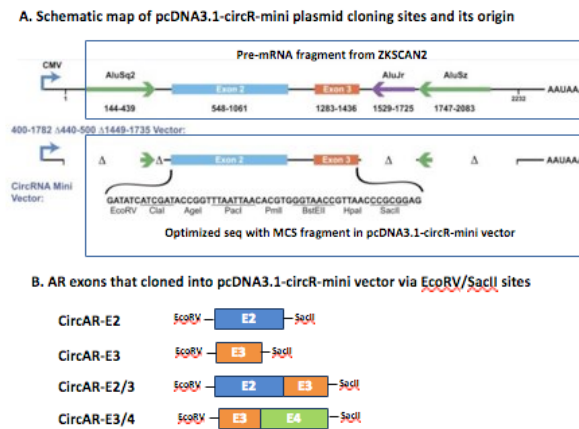 A. Schematic map of pcDNA3.1-circR-mini plasmid cloning sites and its origin
Pre-mRNA fragment from ZKSCAN2
CMV
AluSq2 Exon 2 Exon 3 AluJr AluSz
AAUAA
1 144-439 548-1061 1283-1436 1529-1725 1747-2083 2232
400-1782 Δ440-500 Δ1449-1735 Vector:
Δ Δ Exon 2 Exon 3 Δ Δ AAUAA
CircRNA Mini
Vector:
GATATCATCGATACCGGTTTAATTAACACGTGGGTAACCGTTAACCCGCGGAG
EcoRV ClaI AgeI PacI PmlI BstEII HpaI SacII
Optimized seq with MCS fragment in pcDNA3.1-circR-mini vector
B. AR exons that cloned into pcDNA3.1-circR-mini vector via EcoRV/SacII sites
CircAR-E2 EcoRV E2 SacII
CircAR-E3 EcoRV E3 SacII
CircAR-E2/3 EcoRV E2 E3 SacII
CircAR-E3/4 EcoRV E3 E4 SacII